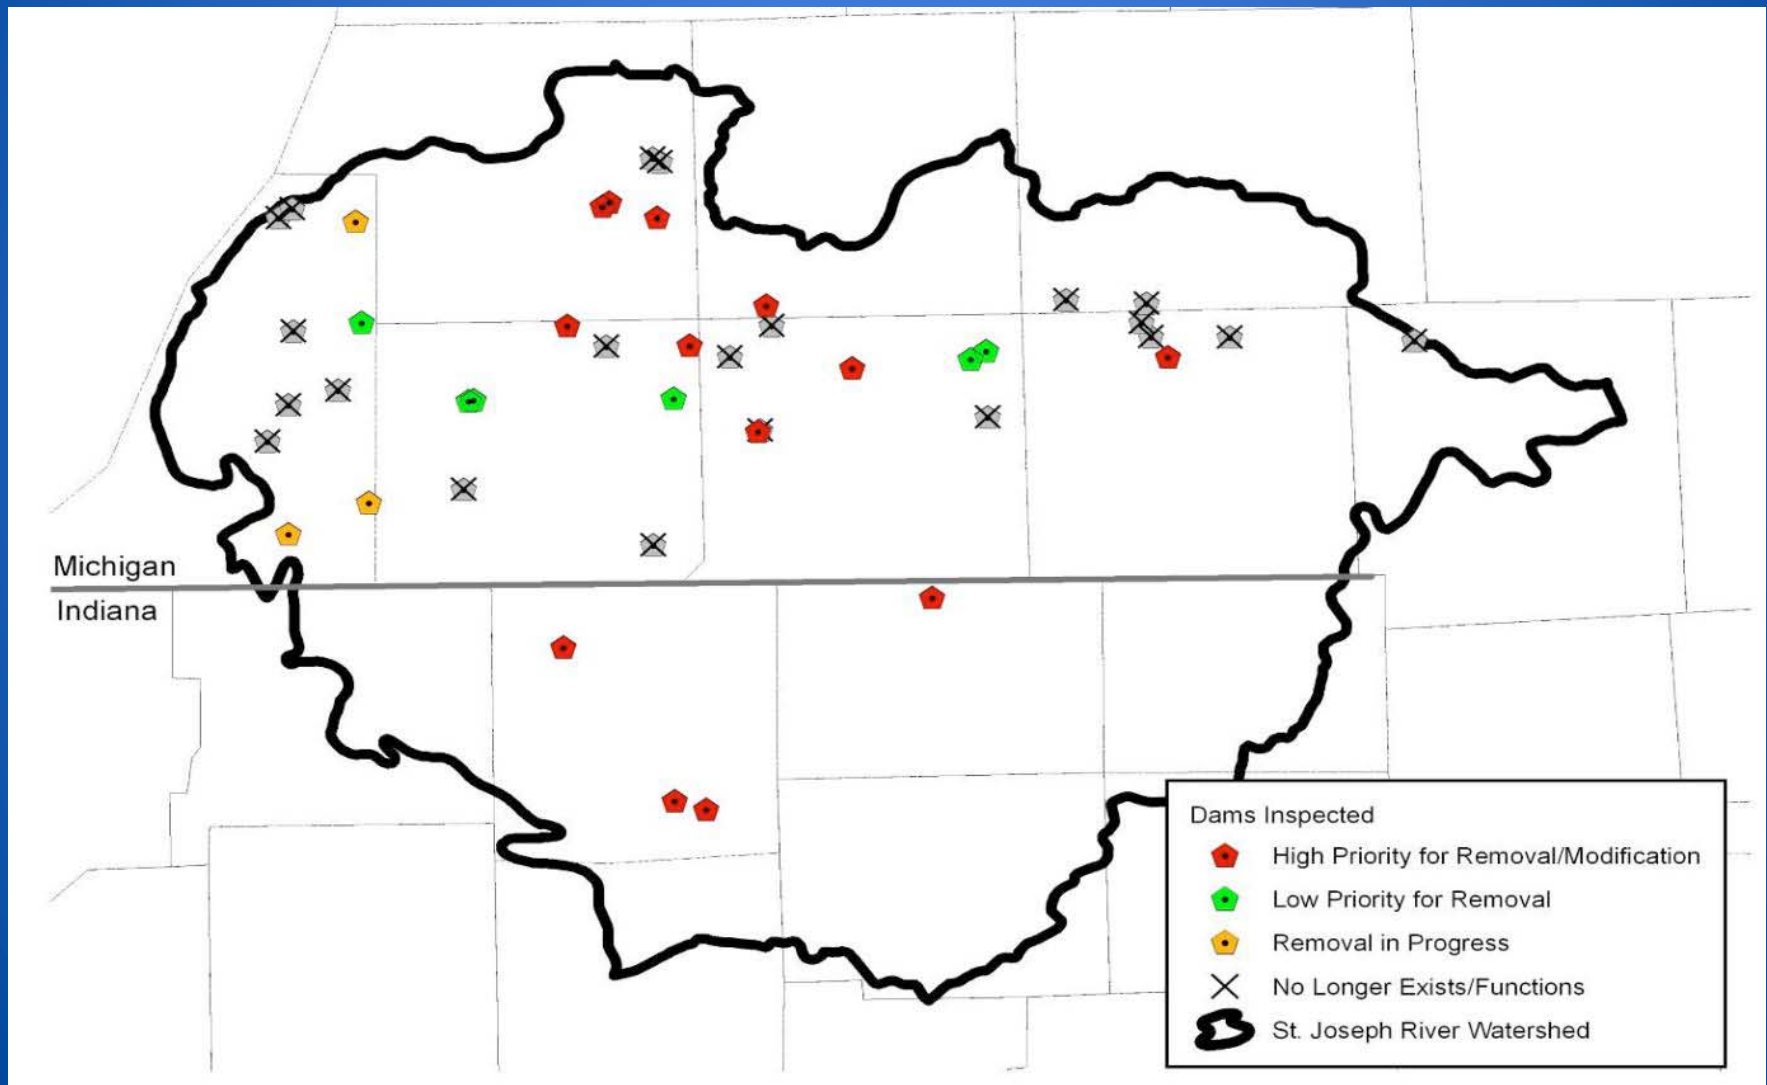 Michigan
Indiana
Dams Inspected
High Priority for Removal/Modification
Low Priority for Removal
Removal in Progress
No Longer Exists/Functions
St. Joseph River Watershed